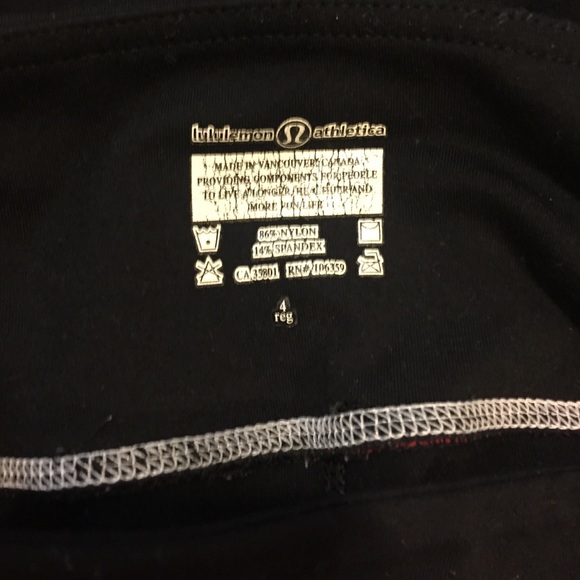 lululemon athletica
MADE IN VANCOUVER, CANADA
PROVIDING COMPONENTS FOR PEOPLE
TO LIVE A LONGER, HEALTHIER AND
MORE FUN LIFE
86% NYLON
14% SPANDEX
CA 35801 RN# 106359
4
reg